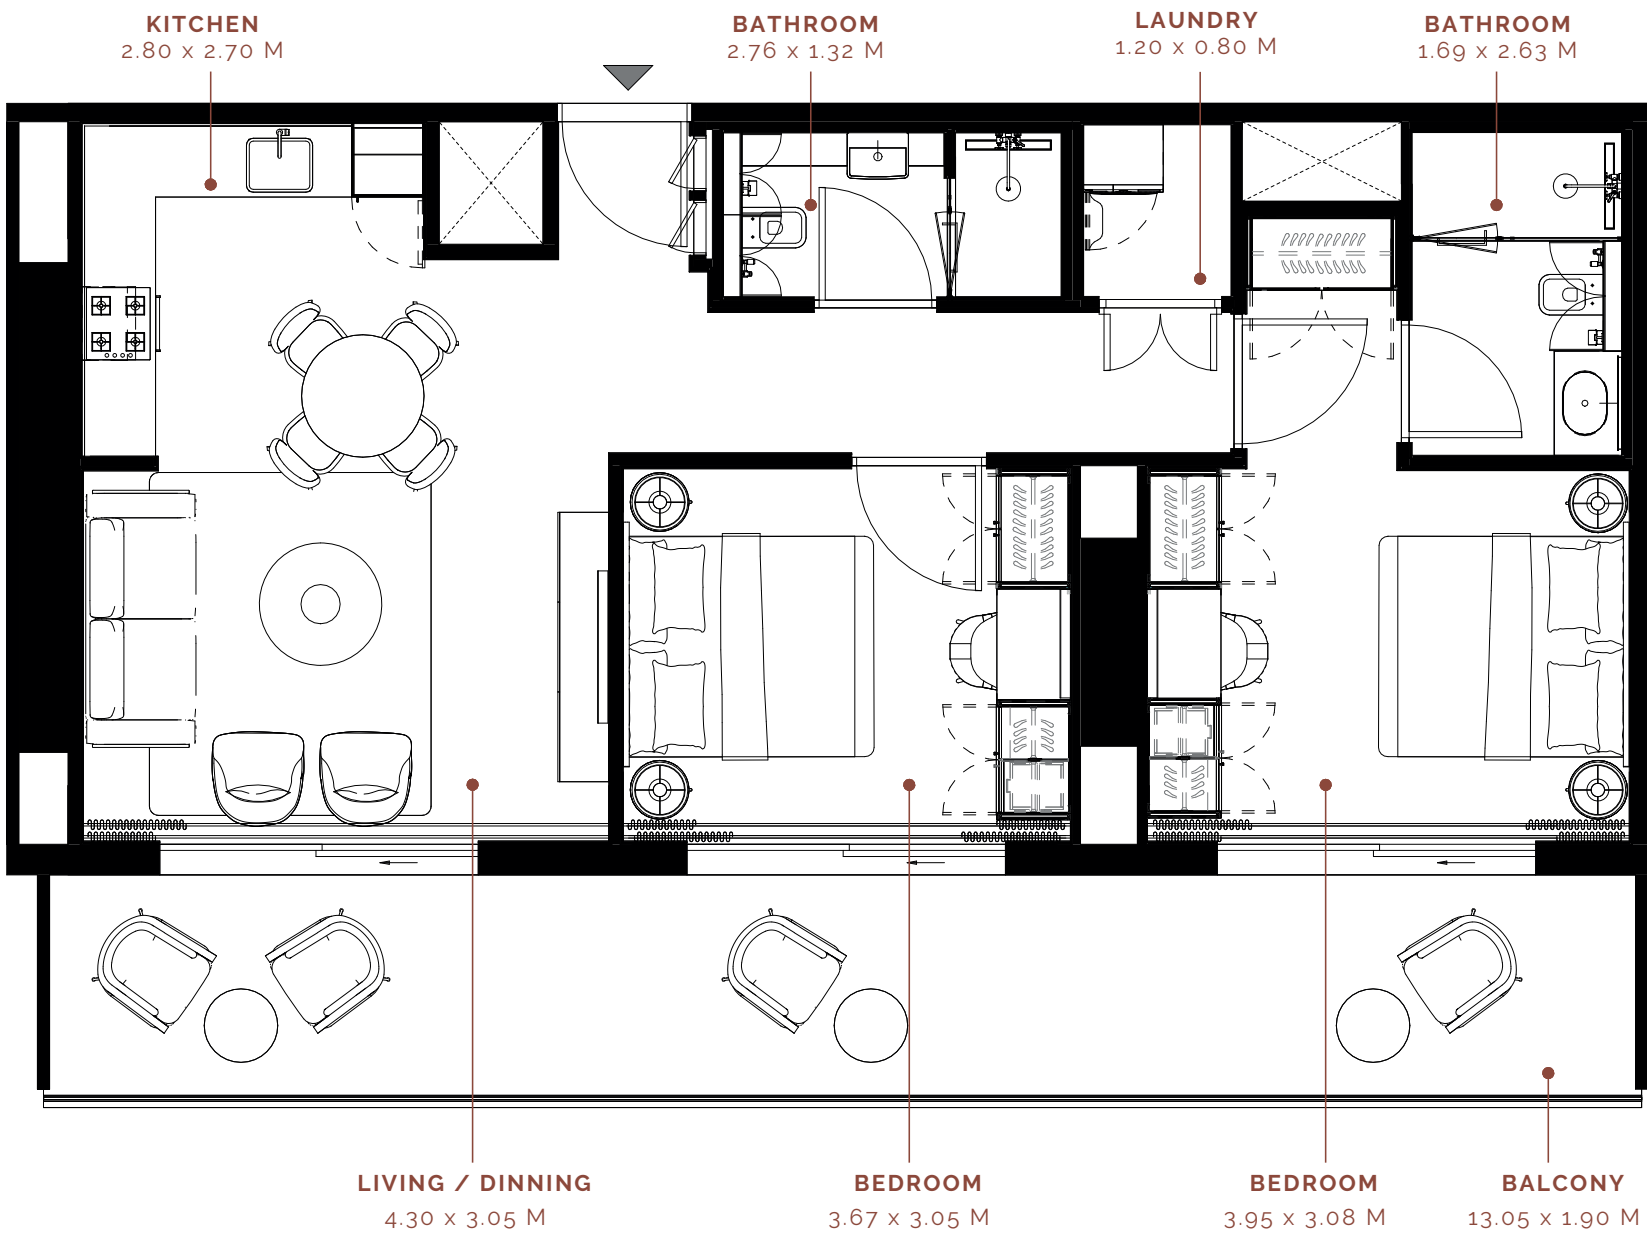 KITCHEN
2.80 x 2.70 M
BATHROOM
2.76 x 1.32 M
LAUNDRY
1.20 x 0.80 M
BATHROOM
1.69 x 2.63 M
LIVING / DINNING
4.30 x 3.05 M
BEDROOM
3.67 x 3.05 M
BEDROOM
3.95 x 3.08 M
BALCONY
13.05 x 1.90 M